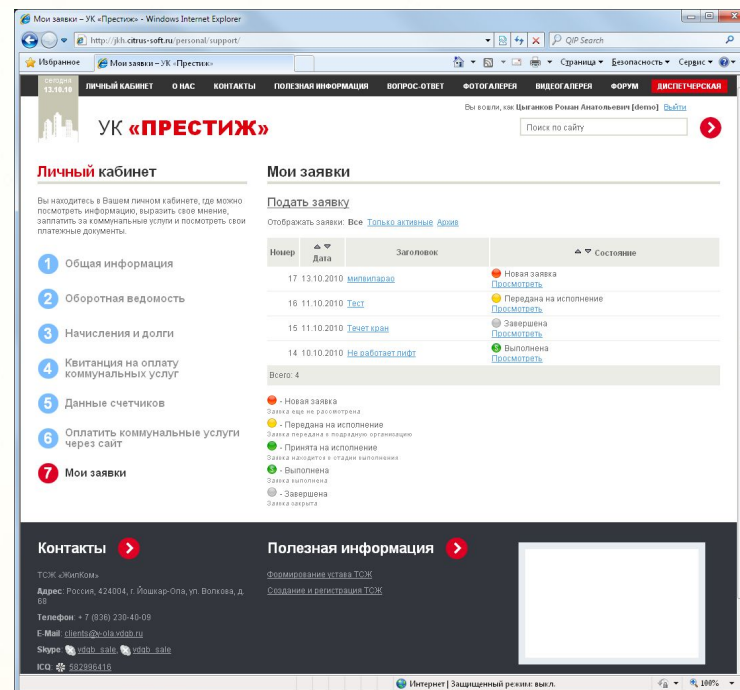 Мои заявки – УК «Престиж» - Windows Internet Explorer
http://jkh.citrus-soft.ru/personal/support/
QIP Search
Избранное
Мои заявки – УК «Престиж»
Страница
Безопасность
Сервис
сегодня
13.10.10
ЛИЧНЫЙ КАБИНЕТ О НАС КОНТАКТЫ ПОЛЕЗНАЯ ИНФОРМАЦИЯ ВОПРОС-ОТВЕТ ФОТОГАЛЕРЕЯ ВИДЕОГАЛЕРЕЯ ФОРУМ ДИСПЕТЧЕРСКАЯ
Вы вошли, как Цыганков Роман Анатольевич [demo] Выйти
УК «ПРЕСТИЖ»
Поиск по сайту
Личный кабинет
Вы находитесь в Вашем личном кабинете, где можно
посмотреть информацию, выразить свое мнение,
заплатить за коммунальные услуги и посмотреть свои
платежные документы.
1 Общая информация
2 Оборотная ведомость
3 Начисления и долги
4 Квитанция на оплату
коммунальных услуг
5 Данные счетчиков
6 Оплатить коммунальные услуги
через сайт
7 Мои заявки
Мои заявки
Подать заявку
Отображать заявки: Все Только активные Архив
Номер Дата Заголовок Состояние
17 13.10.2010 мипвипарао Новая заявка
Просмотреть
16 11.10.2010 Тест Передана на исполнение
Просмотреть
15 11.10.2010 Течет кран Завершена
Просмотреть
14 10.10.2010 Не работает лифт Выполнена
Просмотреть
Всего: 4
- Новая заявка
Заявка еще не рассмотрена
- Передана на исполнение
Заявка передана в подрядную организацию
- Принята на исполнение
Заявка находится в стадии выполнения
- Выполнена
Заявка выполнена
- Завершена
Заявка закрыта
Контакты
ТСЖ «ЖилКом»
Адрес: Россия, 424004, г. Йошкар-Ола, ул. Волкова, д.
68
Телефон: + 7 (836) 230-40-09
E-Mail: clients@y-ola.vdgb.ru
Skype: vdgb_sale, vdgb_sale
ICQ: 582996416
Полезная информация
Формирование устава ТСЖ
Создание и регистрация ТСЖ
Интернет | Защищенный режим: выкл.
100%